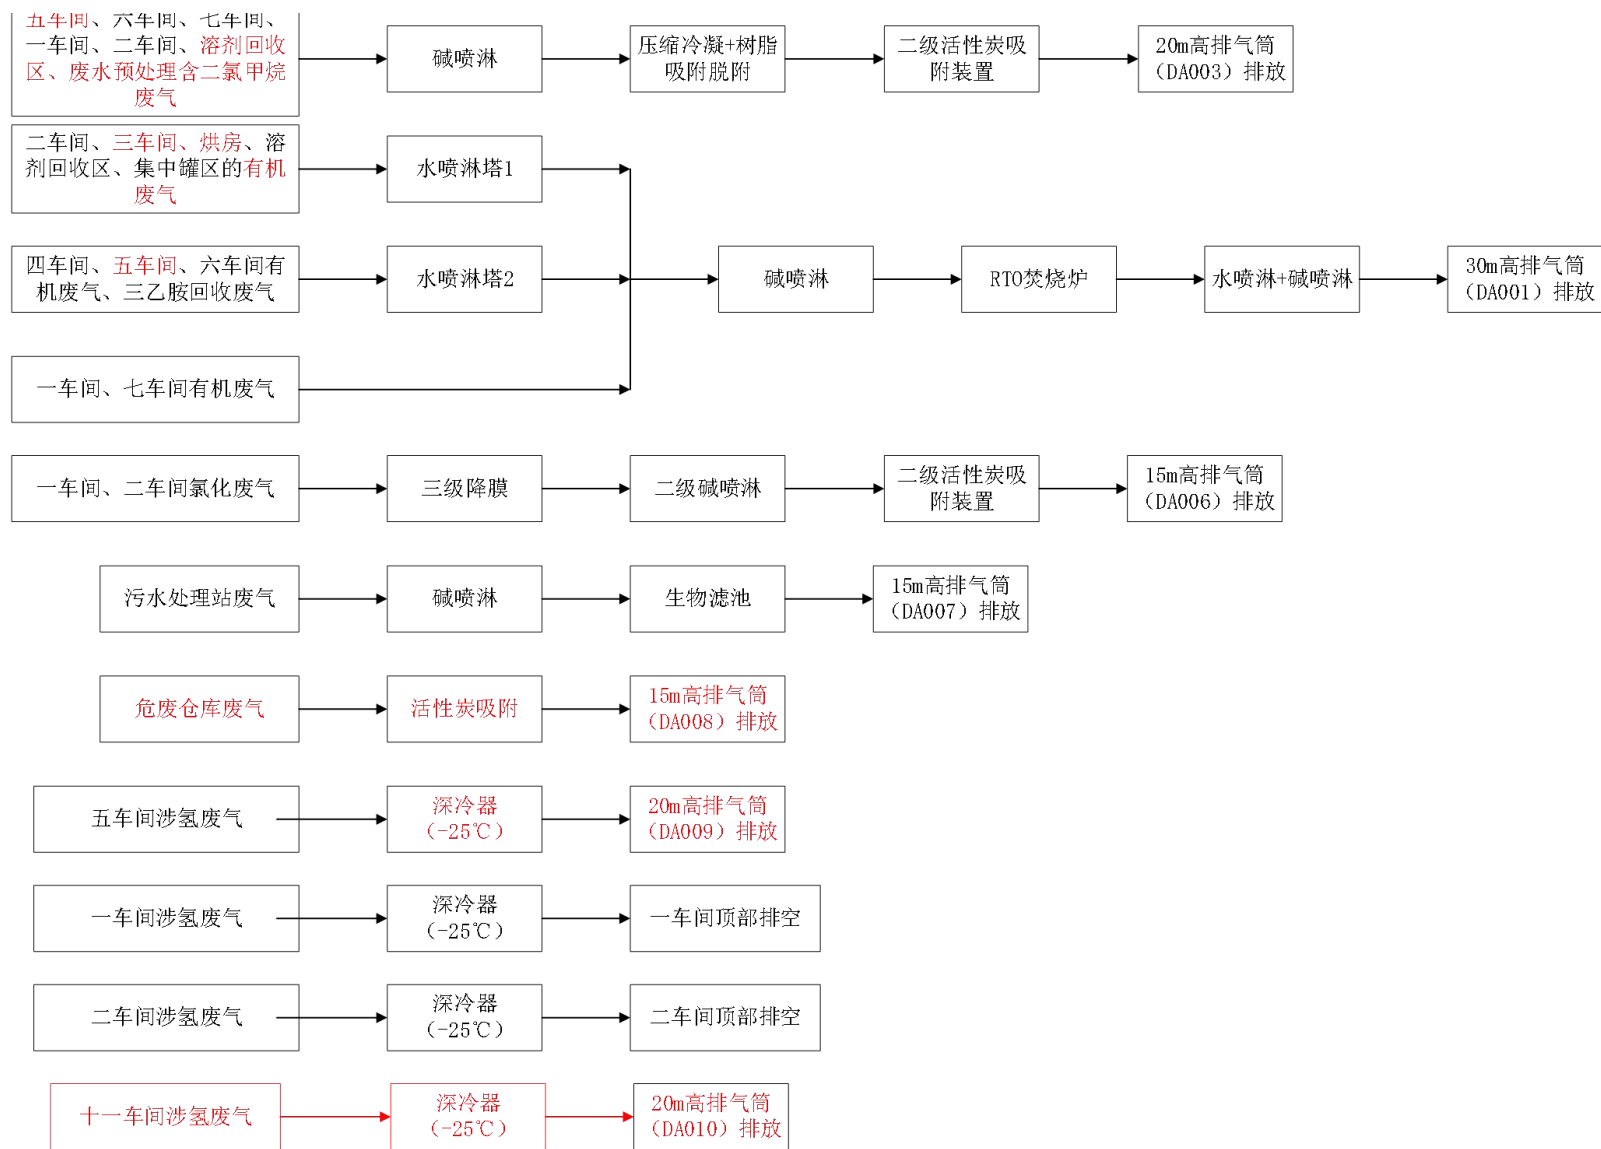 五车间、六车间、七车间、
一车间、二车间、溶剂回收
区、废水预处理含二氯甲烷
废气
碱喷淋
压缩冷凝+树脂
吸附脱附
二级活性炭吸
附装置
20m高排气筒
（DA003）排放
二车间、三车间、烘房、溶
剂回收区、集中罐区的有机
废气
水喷淋塔1
四车间、五车间、六车间有
机废气、三乙胺回收废气
水喷淋塔2
碱喷淋
RTO焚烧炉
水喷淋+碱喷淋
30m高排气筒
（DA001）排放
一车间、七车间有机废气
一车间、二车间氯化废气
三级降膜
二级碱喷淋
二级活性炭吸
附装置
15m高排气筒
（DA006）排放
污水处理站废气
碱喷淋
生物滤池
15m高排气筒
（DA007）排放
危废仓库废气
活性炭吸附
15m高排气筒
（DA008）排放
五车间涉氢废气
深冷器
（-25℃）
20m高排气筒
（DA009）排放
一车间涉氢废气
深冷器
（-25℃）
一车间顶部排空
二车间涉氢废气
深冷器
（-25℃）
二车间顶部排空
十一车间涉氢废气
深冷器
（-25℃）
20m高排气筒
（DA010）排放